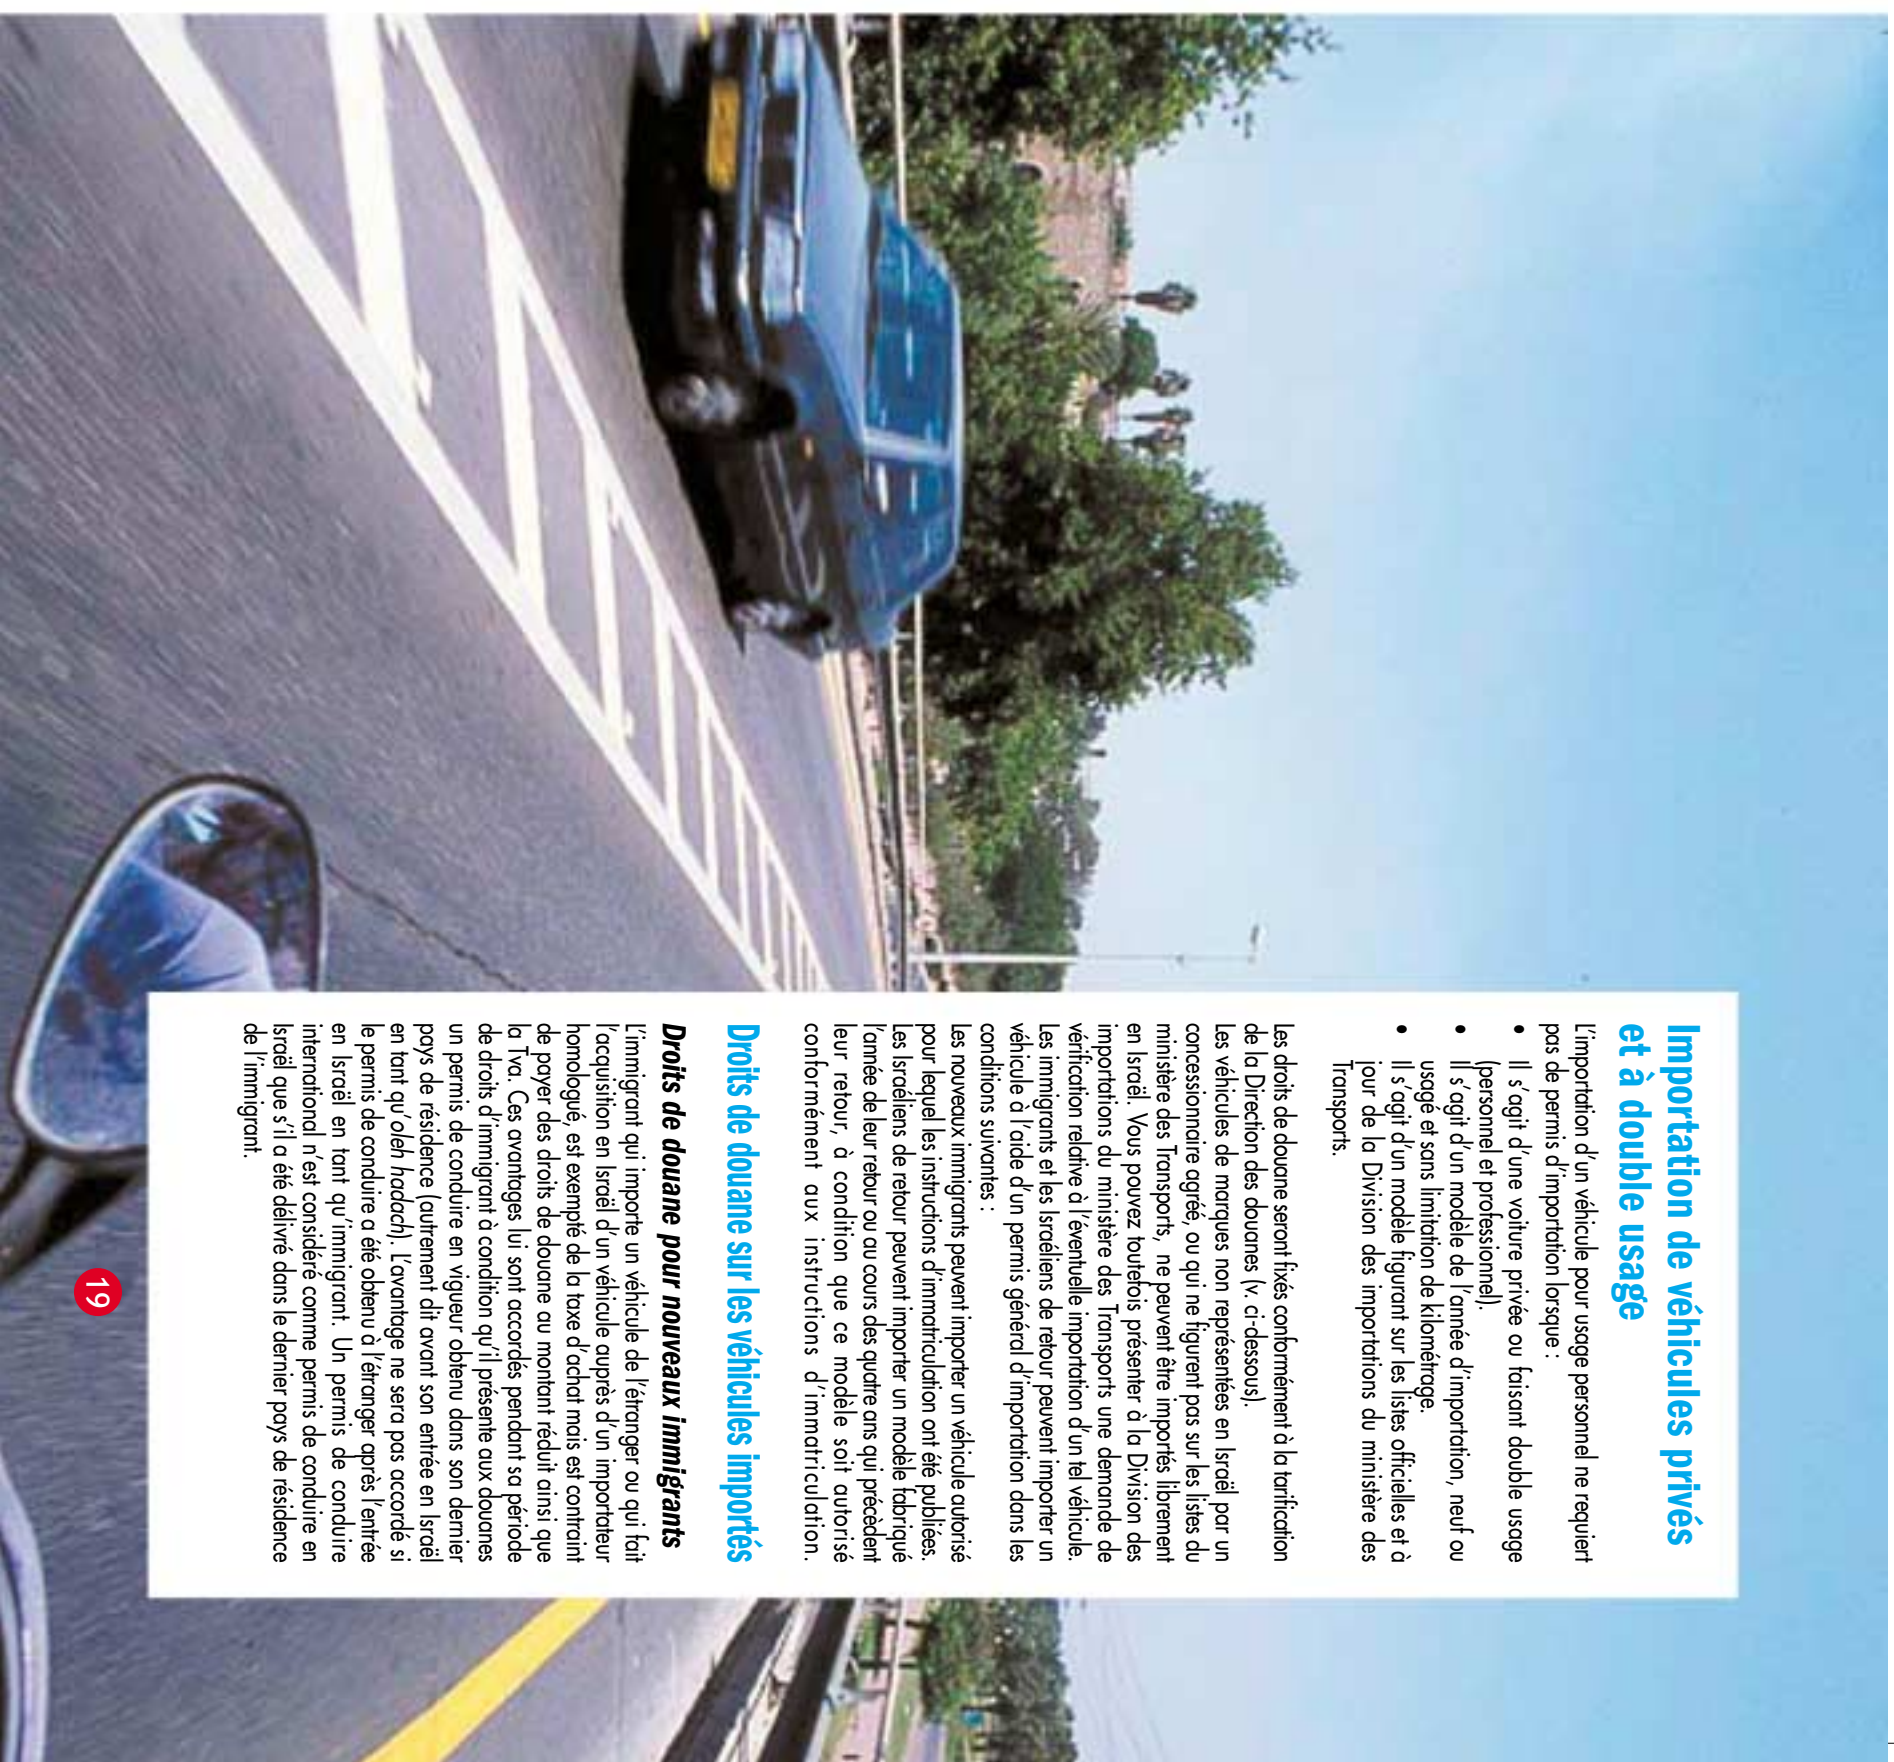 Importation de véhicules privés
et à double usage
L'importation d'un véhicule pour usage personnel ne requiert
pas de permis d'importation lorsque :
• Il s'agit d'une voiture privée ou faisant double usage
(personnel et professionnel).
• Il s'agit d'un modèle de l'année d'importation, neuf ou
usagé et sans limitation de kilométrage.
• Il s'agit d'un modèle figurant sur les listes officielles et à
jour de la Division des importations du ministère des
Transports.
Les droits de douane seront fixés conformément à la tarification
de la Direction des douanes (v. ci-dessous).
Les véhicules de marques non représentées en Israël par un
concessionnaire agréé, ou qui ne figurent pas sur les listes du
ministère des Transports, ne peuvent être importés librement
en Israël. Vous pouvez toutefois présenter à la Division des
importations du ministère des Transports une demande de
vérification relative à l'éventuelle importation d'un tel véhicule.
Les immigrants et les Israéliens de retour peuvent importer un
véhicule à l'aide d'un permis général d'importation dans les
conditions suivantes :
Les nouveaux immigrants peuvent importer un véhicule autorisé
pour lequel les instructions d'immatriculation ont été publiées.
Les Israéliens de retour peuvent importer un modèle fabriqué
l'année de leur retour ou au cours des quatre ans qui précèdent
leur retour, à condition que ce modèle soit autorisé
conformément aux instructions d'immatriculation.
Droits de douane sur les véhicules importés
Droits de douane pour nouveaux immigrants
L'immigrant qui importe un véhicule de l'étranger ou qui fait
l'acquisition en Israël d'un véhicule auprès d'un importateur
homologué, est exempté de la taxe d'achat mais est contraint
de payer des droits de douane au montant réduit ainsi que
la Tva. Ces avantages lui sont accordés pendant sa période
de droits d'immigrant à condition qu'il présente aux douanes
un permis de conduire en vigueur obtenu dans son dernier
pays de résidence (autrement dit avant son entrée en Israël
en tant qu'oleh hadach). L'avantage ne sera pas accordé si
le permis de conduire a été obtenu à l'étranger après l'entrée
en Israël en tant qu'immigrant. Un permis de conduire
international n'est considéré comme permis de conduire en
Israël que s'il a été délivré dans le dernier pays de résidence
de l'immigrant.
19